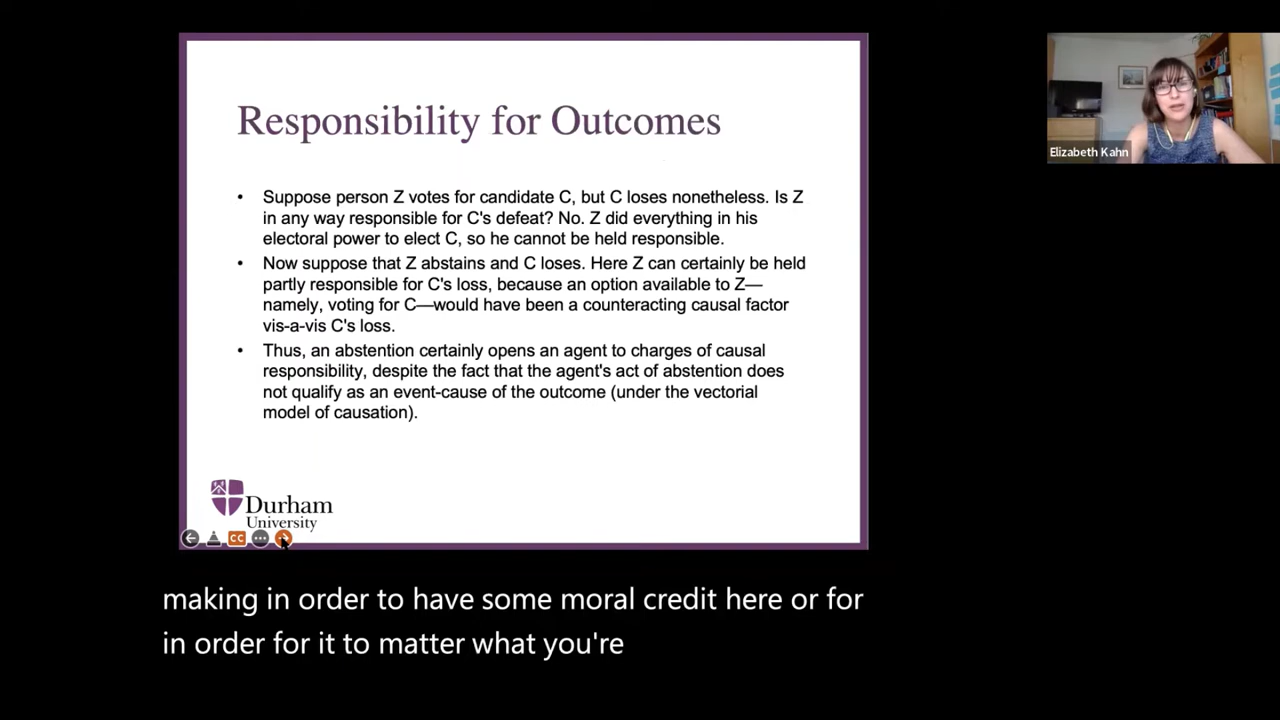 Responsibility for Outcomes
• Suppose person Z votes for candidate C, but C loses nonetheless. Is Z
in any way responsible for C's defeat? No. Z did everything in his
electoral power to elect C, so he cannot be held responsible.
• Now suppose that Z abstains and C loses. Here Z can certainly be held
partly responsible for C's loss, because an option available to Z—
namely, voting for C—would have been a counteracting causal factor
vis-a-vis C's loss.
• Thus, an abstention certainly opens an agent to charges of causal
responsibility, despite the fact that the agent's act of abstention does
not qualify as an event-cause of the outcome (under the vectorial
model of causation).
Durham
University
CC
Elizabeth Kahn
making in order to have some moral credit here or for
in order for it to matter what you're